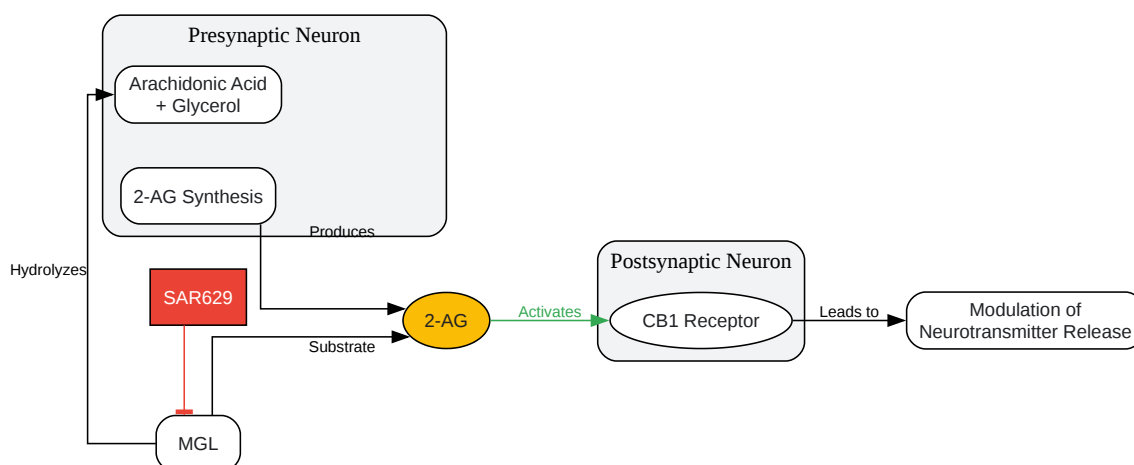 Presynaptic Neuron
Arachidonic Acid
+ Glycerol
2-AG Synthesis
Produces
Hydrolyzes
SAR629
Postsynaptic Neuron
2-AG
Activates
CB1 Receptor
Leads to
Modulation of
Neurotransmitter Release
Substrate
MGL